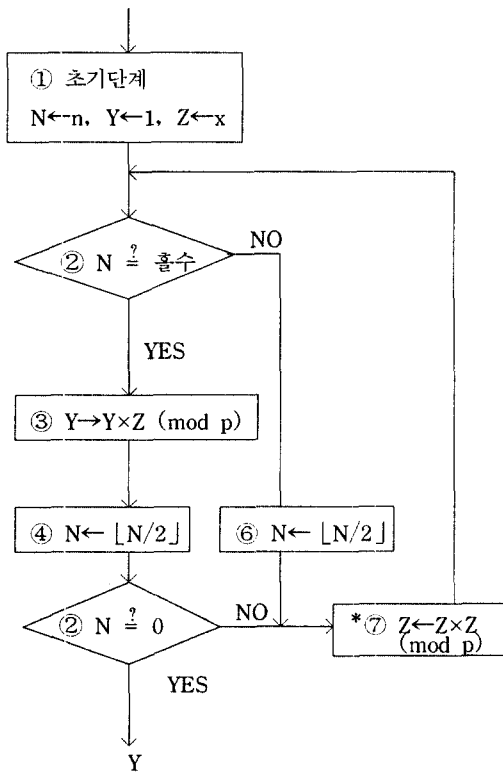 ① 초기단계
N←n, Y←1, Z←x
② N ≟ 홀수
NO
YES
③ Y→Y×Z (mod p)
④ N← ⌊N/2⌋
⑥ N← ⌊N/2⌋
② N ≟ 0
NO
*⑦ Z←Z×Z
(mod p)
YES
Y